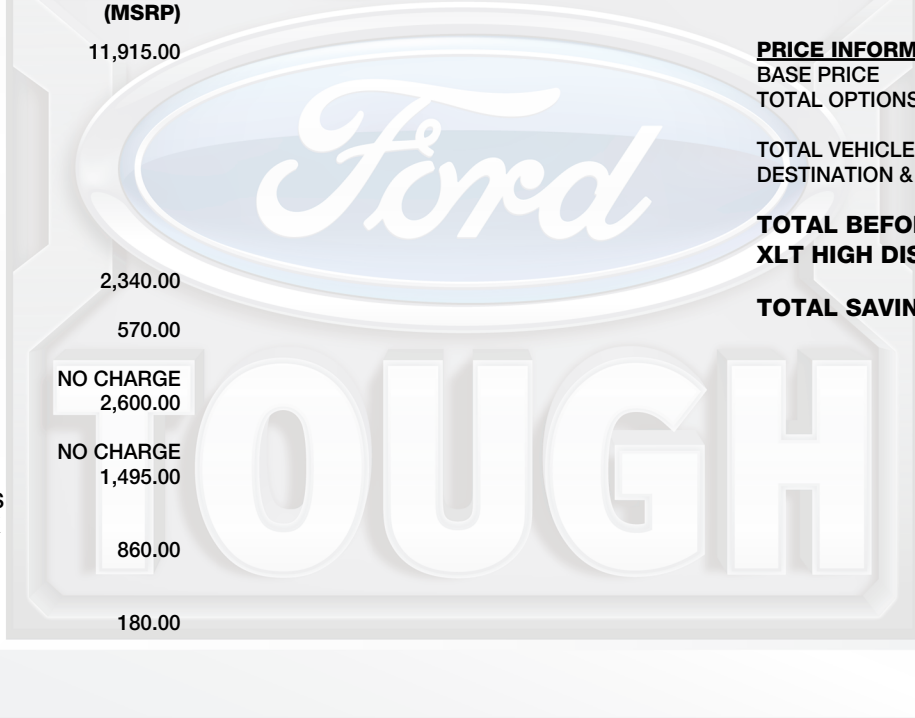 (MSRP)
11,915.00
2,340.00
570.00
NO CHARGE
2,600.00
NO CHARGE
1,495.00
S
860.00
180.00
PRICE INFORM
BASE PRICE
TOTAL OPTIONS
TOTAL VEHICLE
DESTINATION &
TOTAL BEFO
XLT HIGH DIS
TOTAL SAVIN
Ford
TOUGH